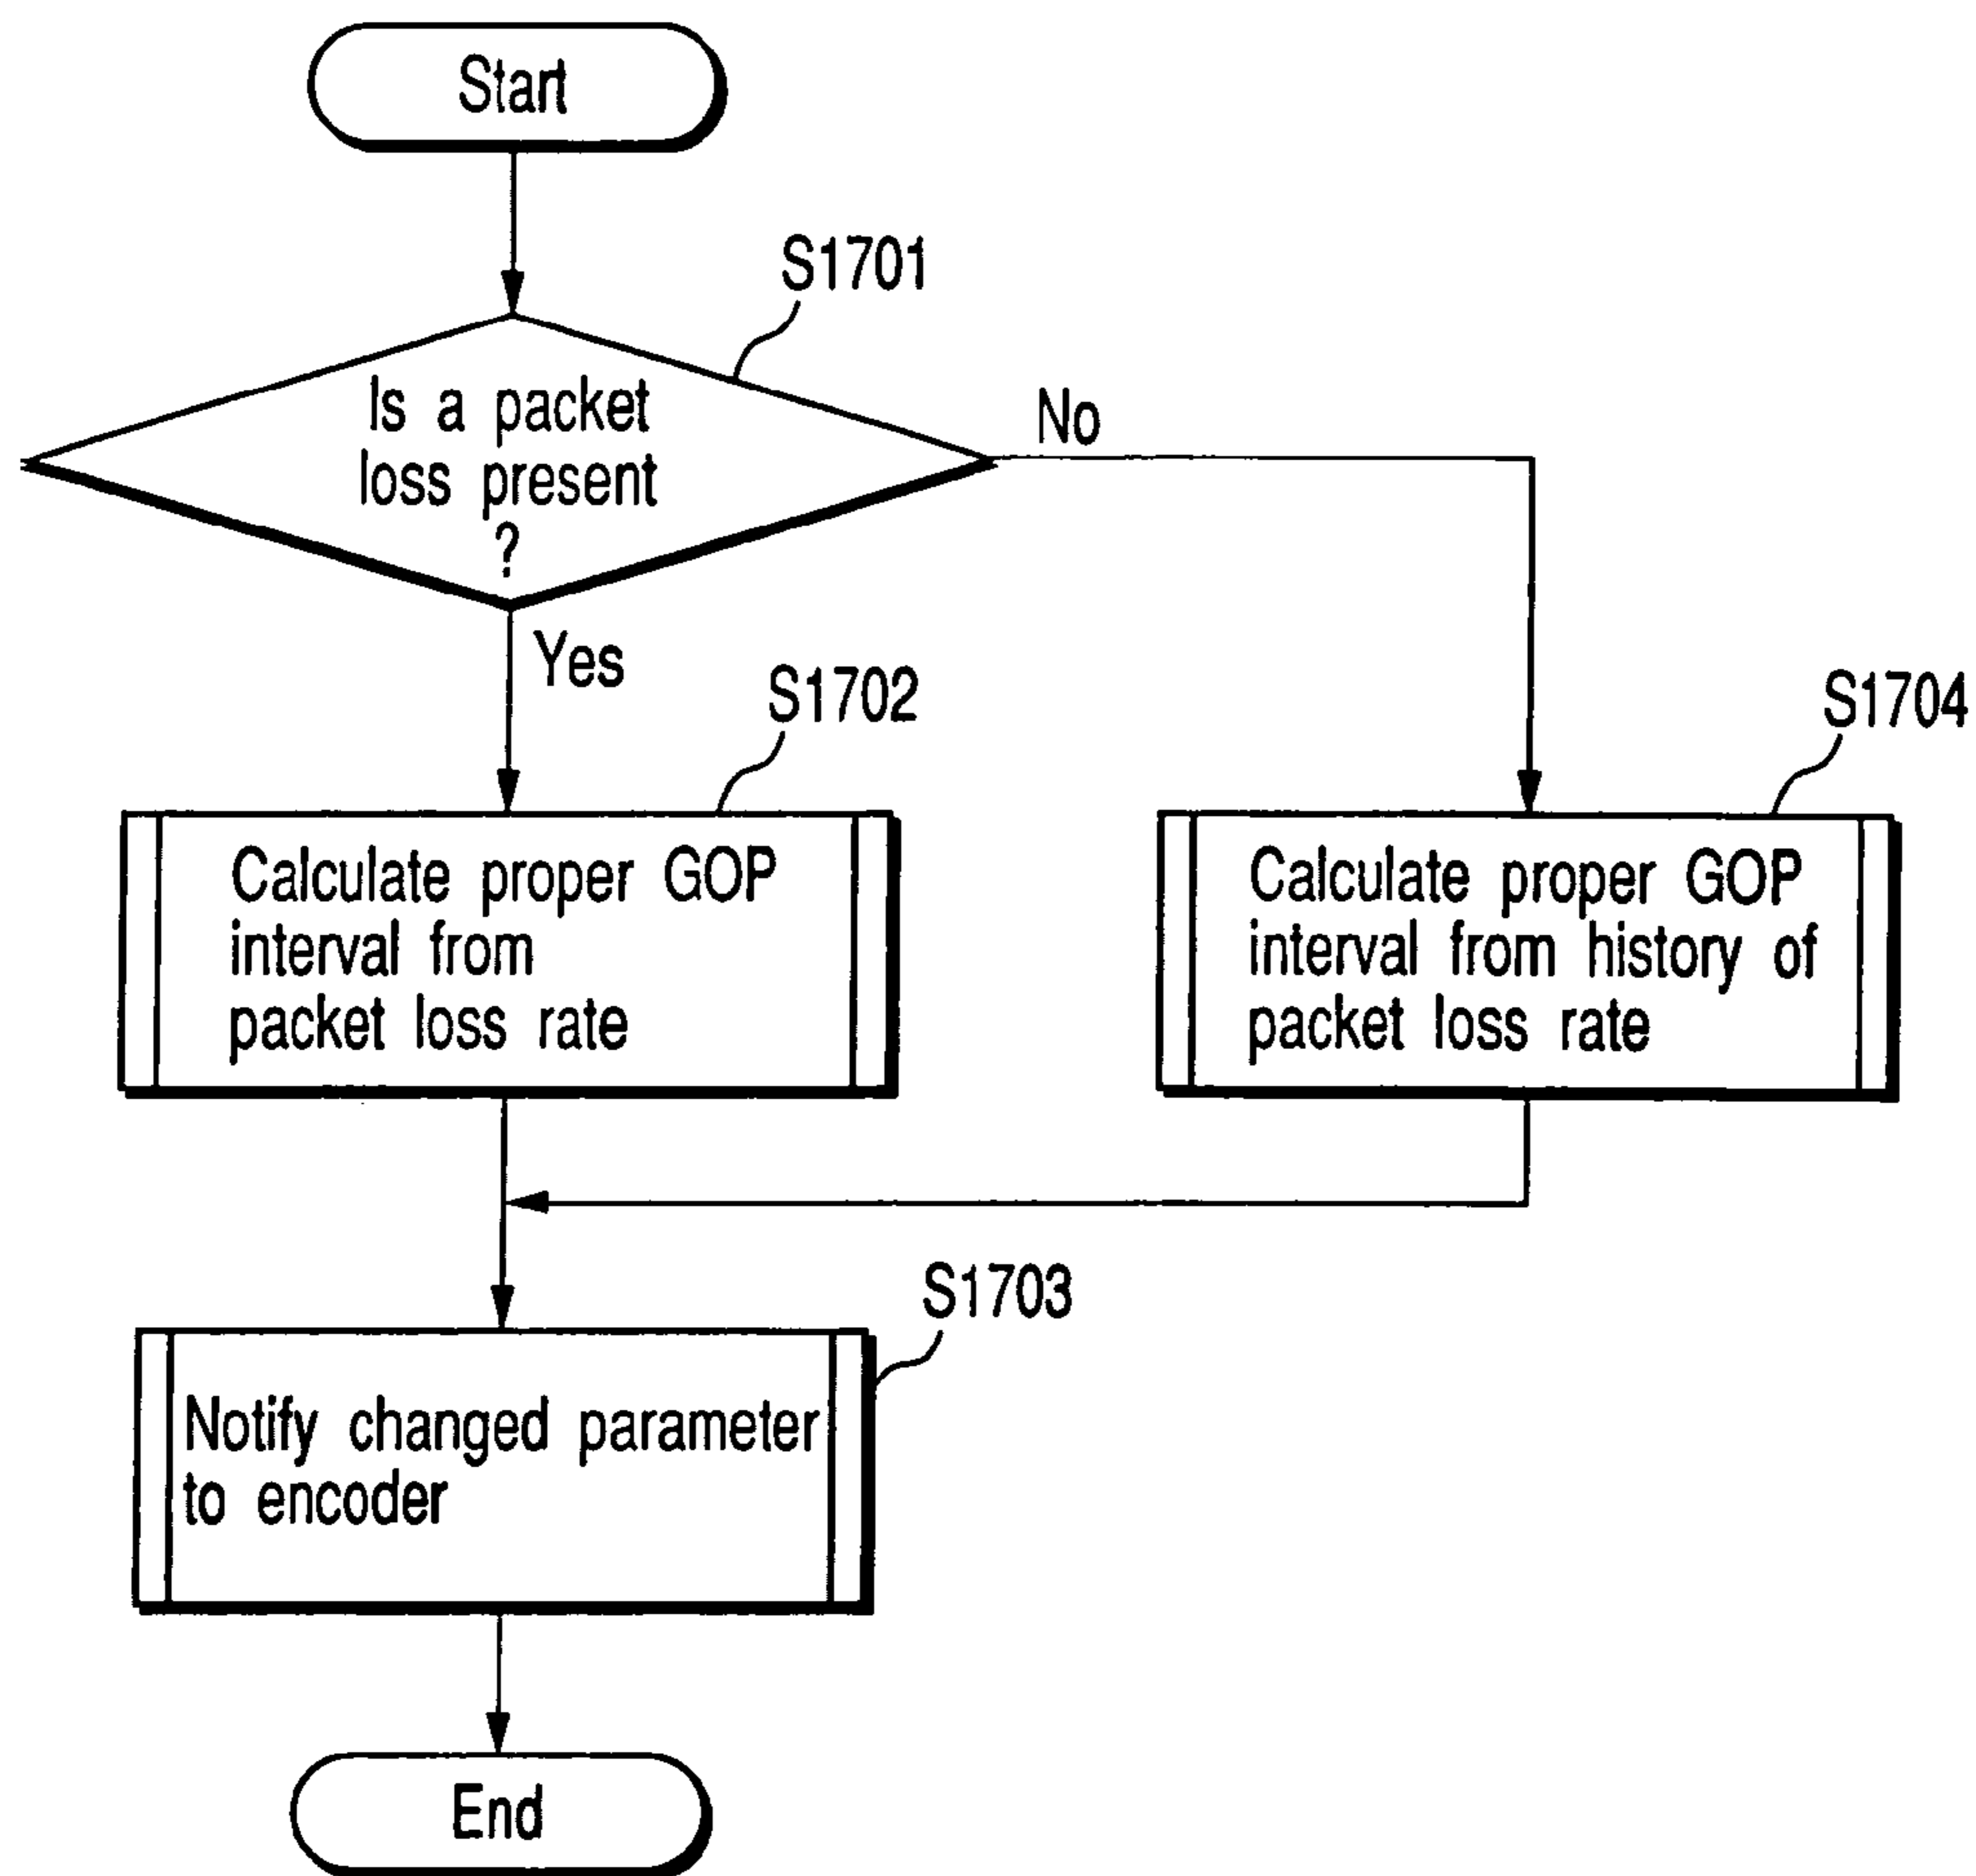 Start
S1701
Is a packet
loss present
?
No
Yes
S1702
S1704
Calculate proper GOP
interval from
packet loss rate
Calculate proper GOP
interval from history of
packet loss rate
S1703
Notify changed parameter
to encoder
End